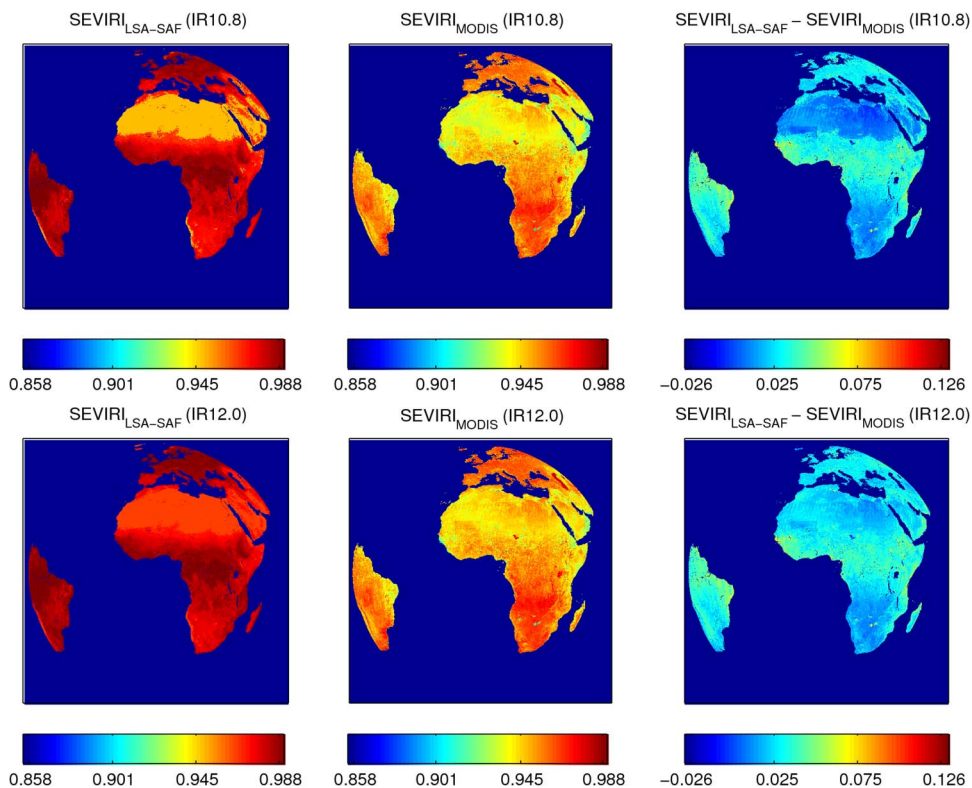 SEVIRI_LSA−SAF (IR10.8)
SEVIRI_MODIS (IR10.8)
SEVIRI_LSA−SAF − SEVIRI_MODIS (IR10.8)
0.858 0.901 0.945 0.988
0.858 0.901 0.945 0.988
−0.026 0.025 0.075 0.126
SEVIRI_LSA−SAF (IR12.0)
SEVIRI_MODIS (IR12.0)
SEVIRI_LSA−SAF − SEVIRI_MODIS (IR12.0)
0.858 0.901 0.945 0.988
0.858 0.901 0.945 0.988
−0.026 0.025 0.075 0.126